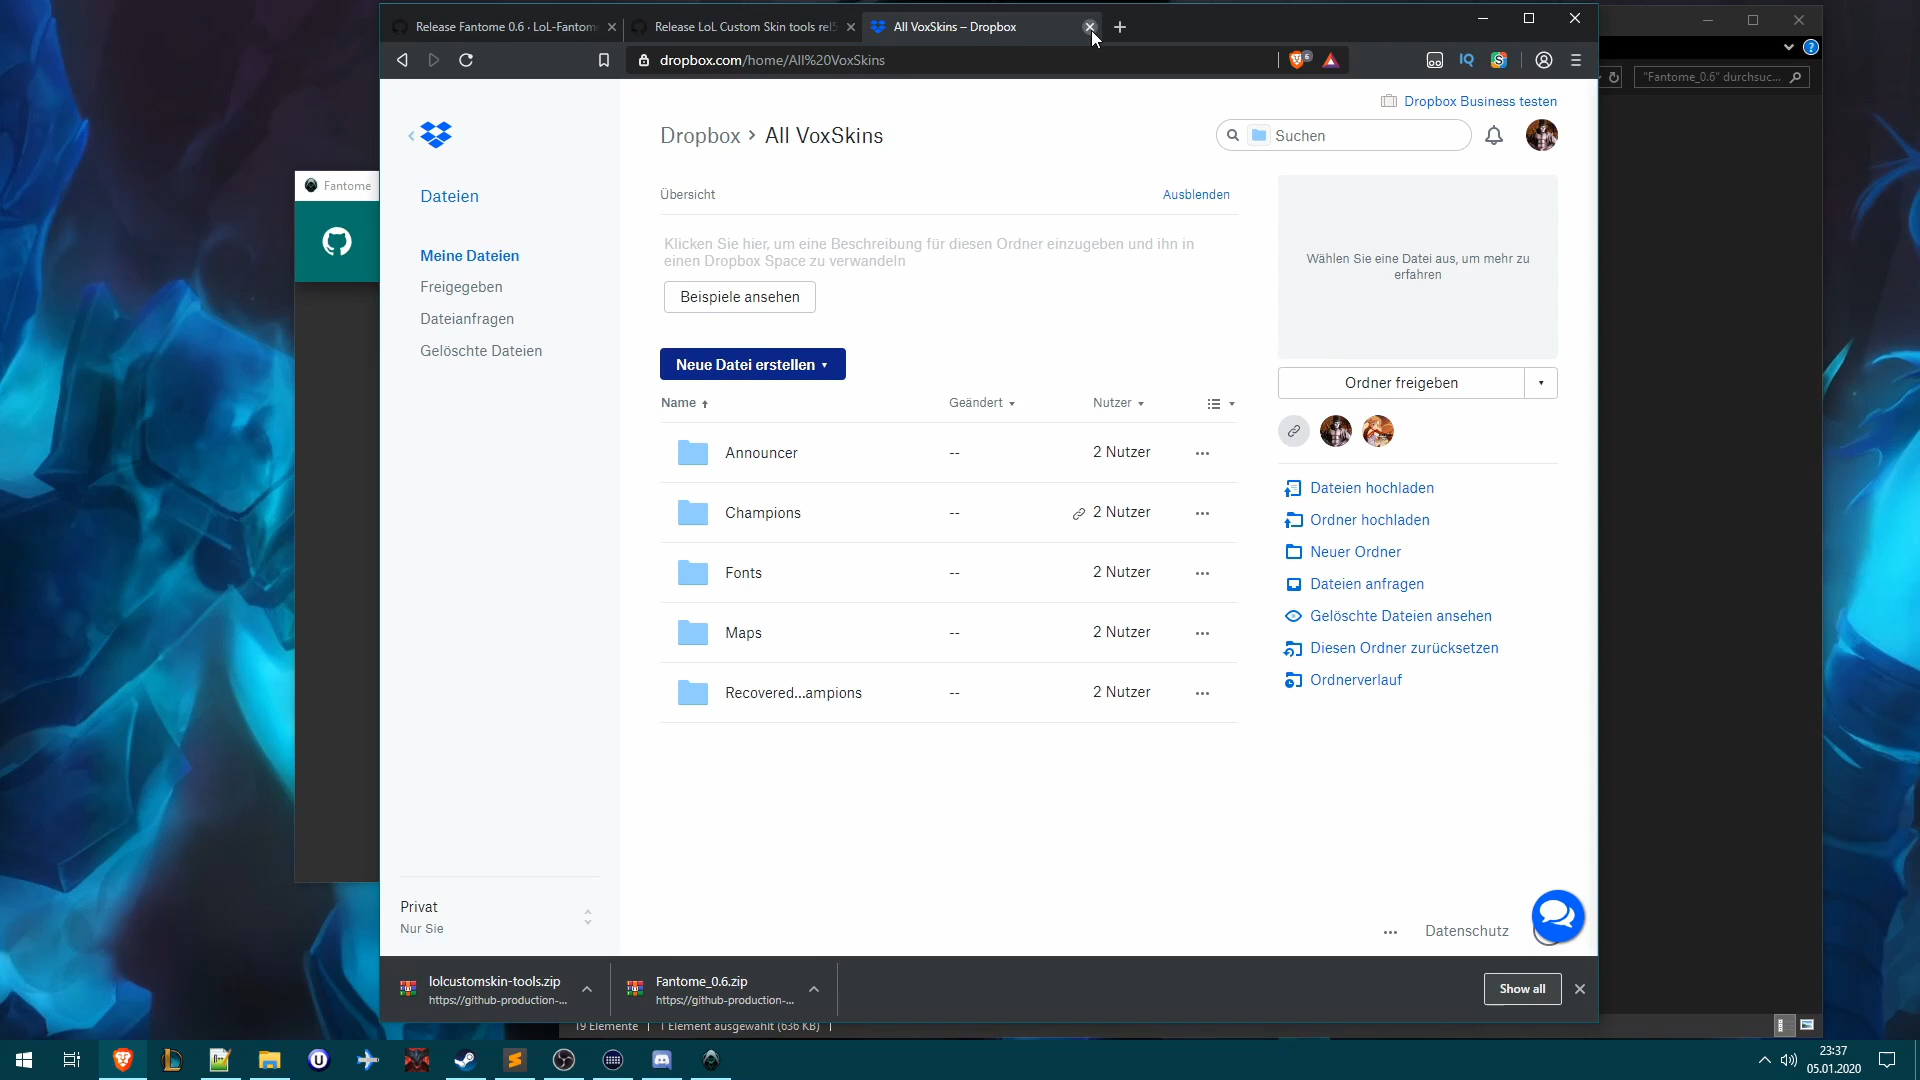 Release Fantome 0.6 · LoL-Fantom
Release LoL Custom Skin tools rel5
All VoxSkins – Dropbox
dropbox.com/home/All%20VoxSkins
6
"Fantome_0.6" durchsuc...
Fantome
Dropbox Business testen
Dropbox › All VoxSkins
Suchen
Dateien
Meine Dateien
Freigegeben
Dateianfragen
Gelöschte Dateien
Übersicht
Ausblenden
Klicken Sie hier, um eine Beschreibung für diesen Ordner einzugeben und ihn in
einen Dropbox Space zu verwandeln
Beispiele ansehen
Wählen Sie eine Datei aus, um mehr zu
erfahren
Neue Datei erstellen
Ordner freigeben
Name
Geändert
Nutzer
Announcer -- 2 Nutzer
Champions -- 2 Nutzer
Fonts -- 2 Nutzer
Maps -- 2 Nutzer
Recovered...ampions -- 2 Nutzer
Dateien hochladen
Ordner hochladen
Neuer Ordner
Dateien anfragen
Gelöschte Dateien ansehen
Diesen Ordner zurücksetzen
Ordnerverlauf
Privat
Nur Sie
Datenschutz
lolcustomskin-tools.zip
https://github-production-...
Fantome_0.6.zip
https://github-production-...
Show all
19 Elemente
1 Element ausgewählt (636 KB)
23:37
05.01.2020